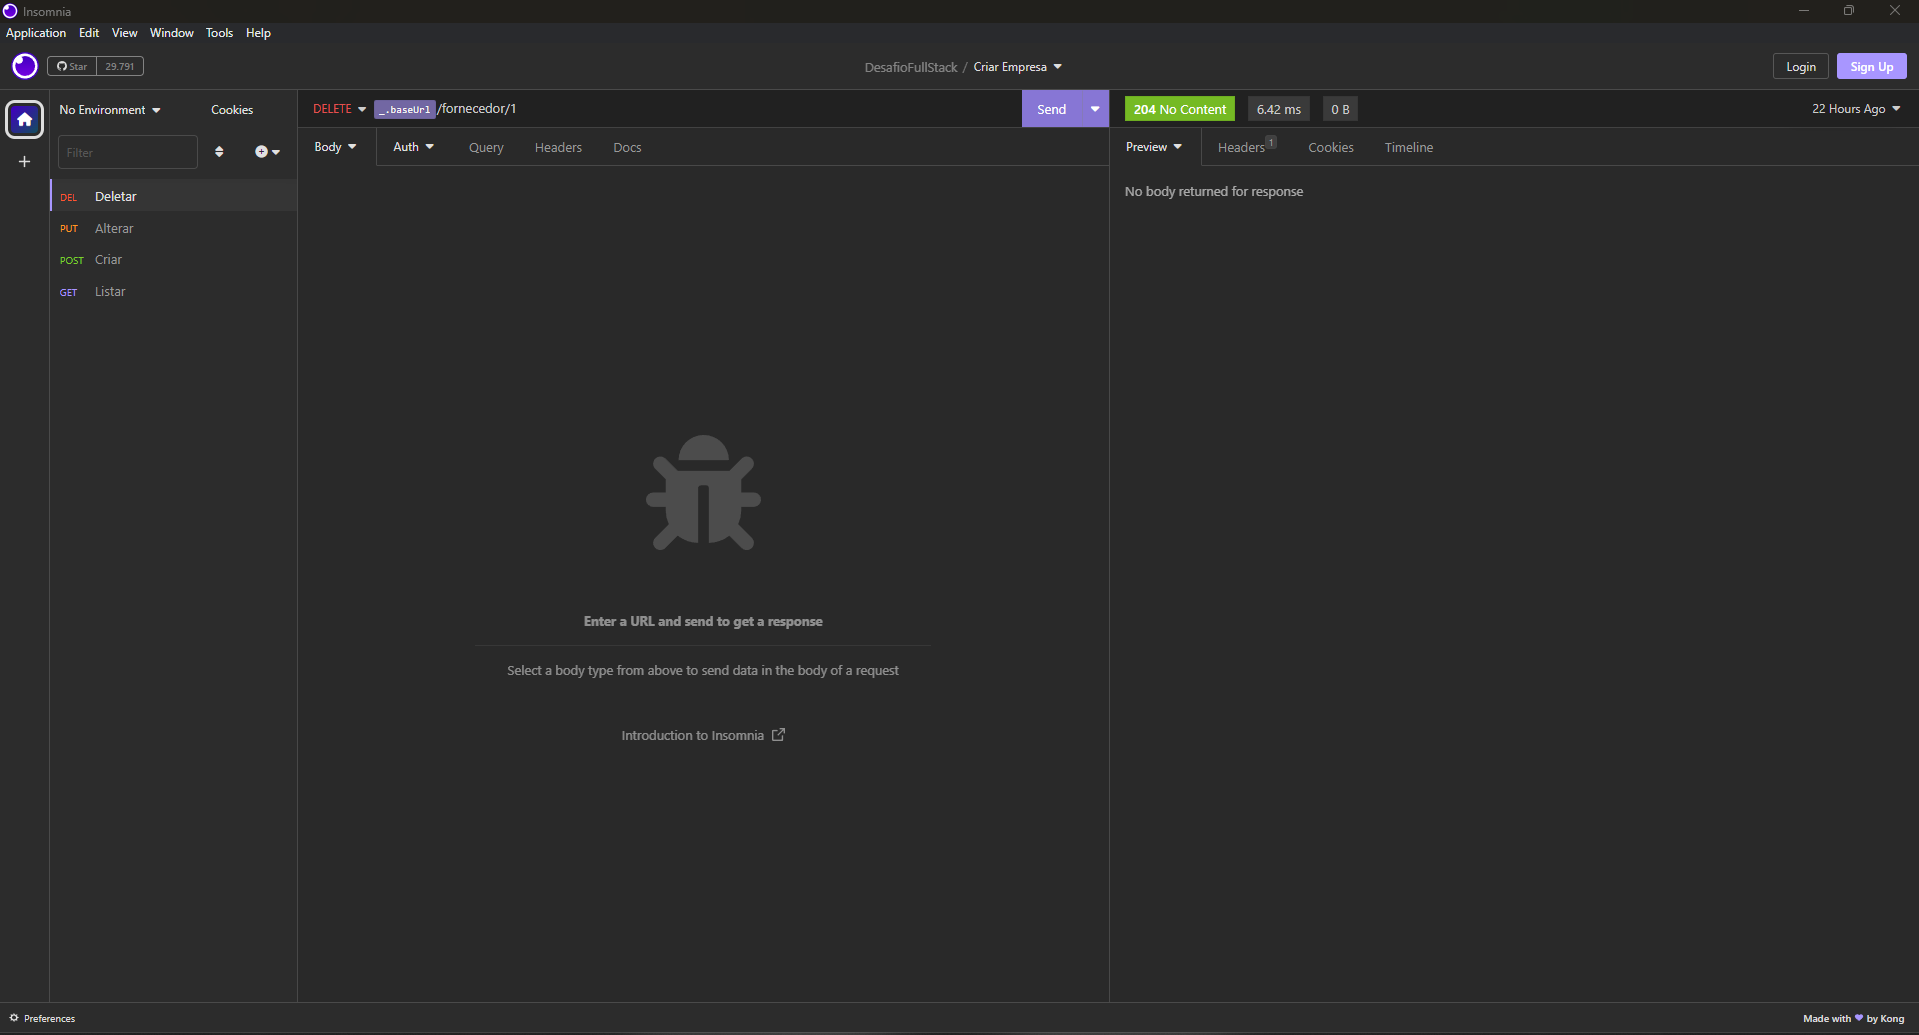 Insomnia
Application Edit View Window Tools Help
Star 29.791
DesafioFullStack / Criar Empresa
Login Sign Up
No Environment Cookies
Filter
DEL Deletar
PUT Alterar
POST Criar
GET Listar
DELETE _.baseUrl /fornecedor/1
Send
Body Auth Query Headers Docs
Enter a URL and send to get a response
Select a body type from above to send data in the body of a request
Introduction to Insomnia
204 No Content 6.42 ms 0 B 22 Hours Ago
Preview Headers 1 Cookies Timeline
No body returned for response
Preferences
Made with by Kong